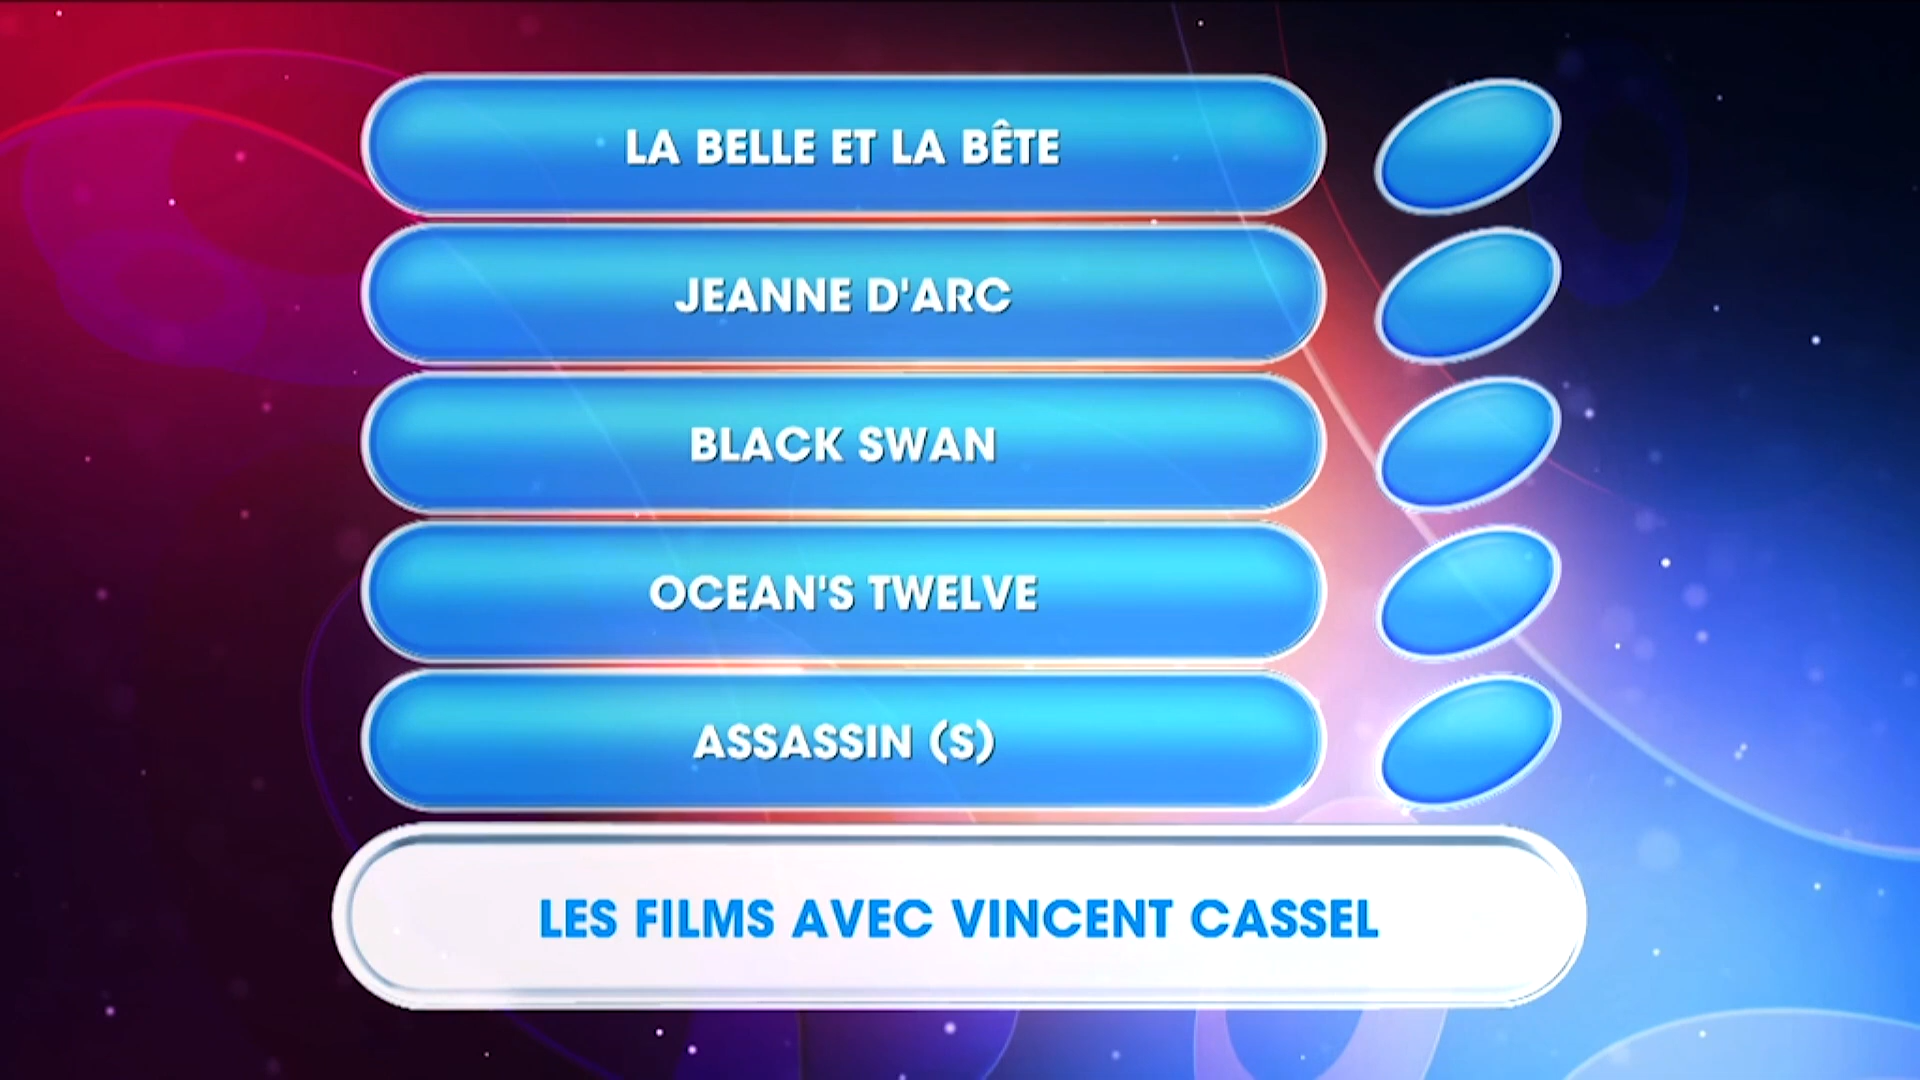 LA BELLE ET LA BÊTE
JEANNE D'ARC
BLACK SWAN
OCEAN'S TWELVE
ASSASSIN (S)
LES FILMS AVEC VINCENT CASSEL